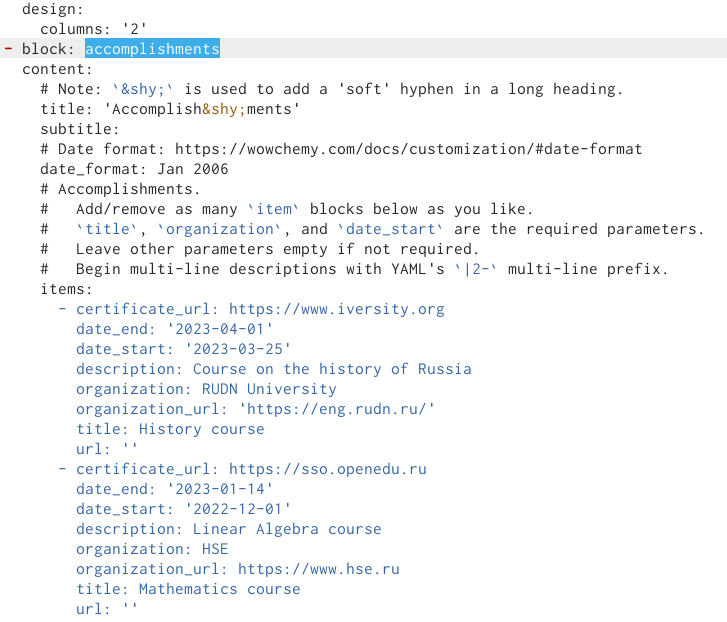 design:
columns: '2'
- block: accomplishments
content:
# Note: `&shy;` is used to add a 'soft' hyphen in a long heading.
title: 'Accomplish&shy;ments'
subtitle:
# Date format: https://wowchemy.com/docs/customization/#date-format
date_format: Jan 2006
# Accomplishments.
#   Add/remove as many `item` blocks below as you like.
#   `title`, `organization`, and `date_start` are the required parameters.
#   Leave other parameters empty if not required.
#   Begin multi-line descriptions with YAML's `|2-` multi-line prefix.
items:
- certificate_url: https://www.iversity.org
date_end: '2023-04-01'
date_start: '2023-03-25'
description: Course on the history of Russia
organization: RUDN University
organization_url: 'https://eng.rudn.ru/'
title: History course
url: ''
- certificate_url: https://sso.openedu.ru
date_end: '2023-01-14'
date_start: '2022-12-01'
description: Linear Algebra course
organization: HSE
organization_url: https://www.hse.ru
title: Mathematics course
url: ''